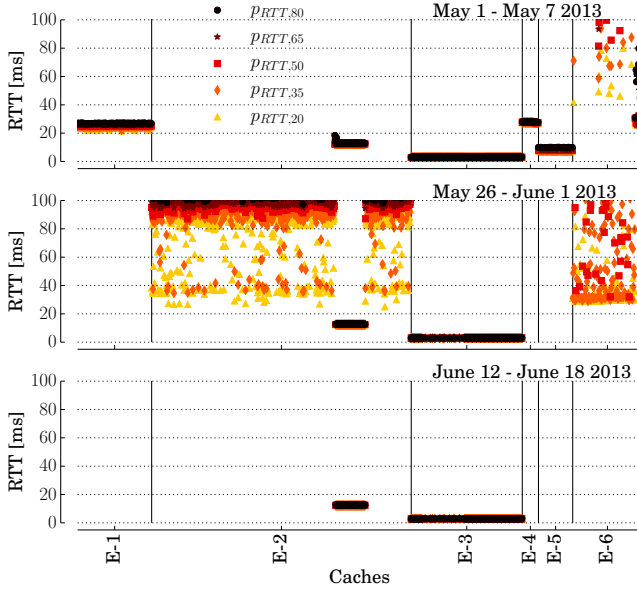 May 1 - May 7 2013
p_{RTT,80}
p_{RTT,65}
p_{RTT,50}
p_{RTT,35}
p_{RTT,20}
RTT [ms]
100
80
60
40
20
0
May 26 - June 1 2013
RTT [ms]
100
80
60
40
20
0
June 12 - June 18 2013
RTT [ms]
100
80
60
40
20
0
E-1
E-2
E-3
E-4
E-5
E-6
Caches